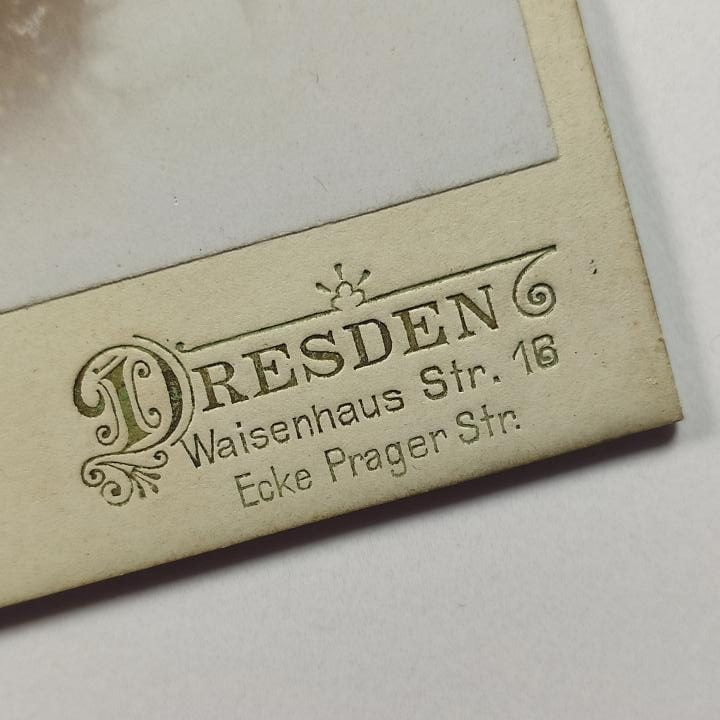 DRESDEN
Waisenhaus Str. 16
Ecke Prager Str.